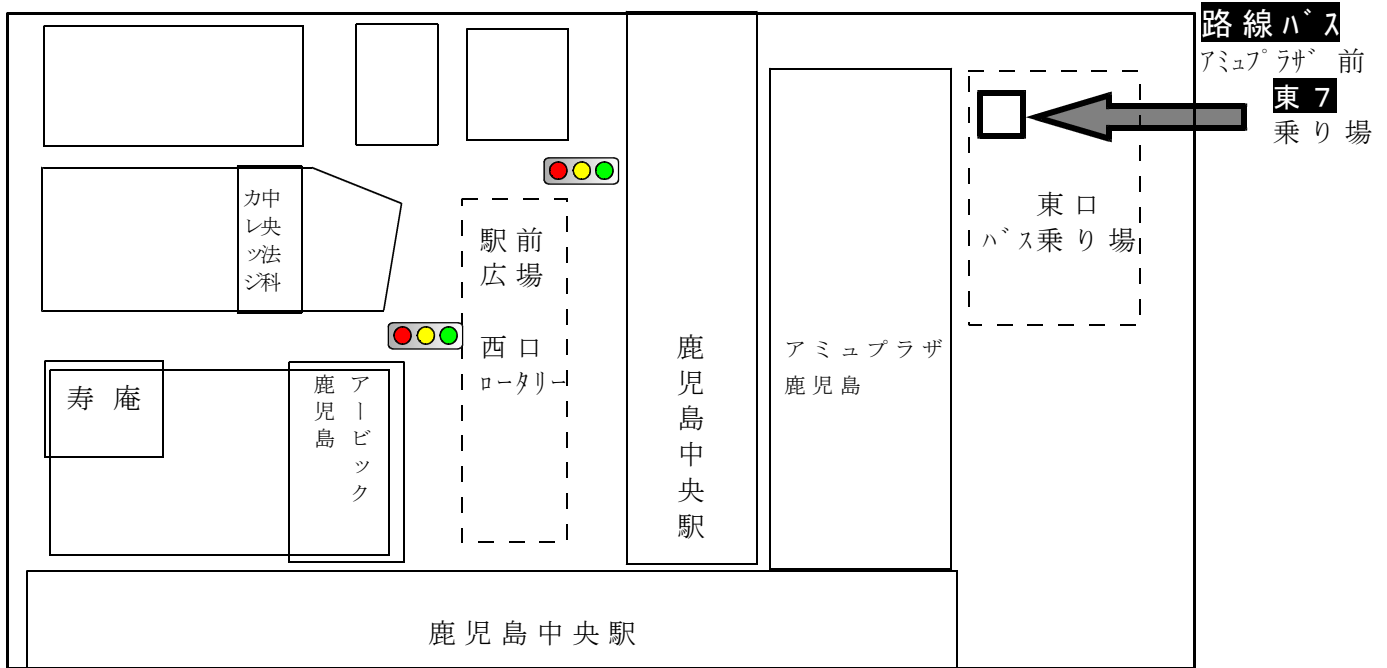 路線バス
アミュプラザ前
東７
乗り場
中央法科
カレッジ
駅前
広場
西口
ロータリー
東口
バス乗り場
寿庵
アービック
鹿児島
鹿児島中央駅
アミュプラザ
鹿児島
鹿児島中央駅